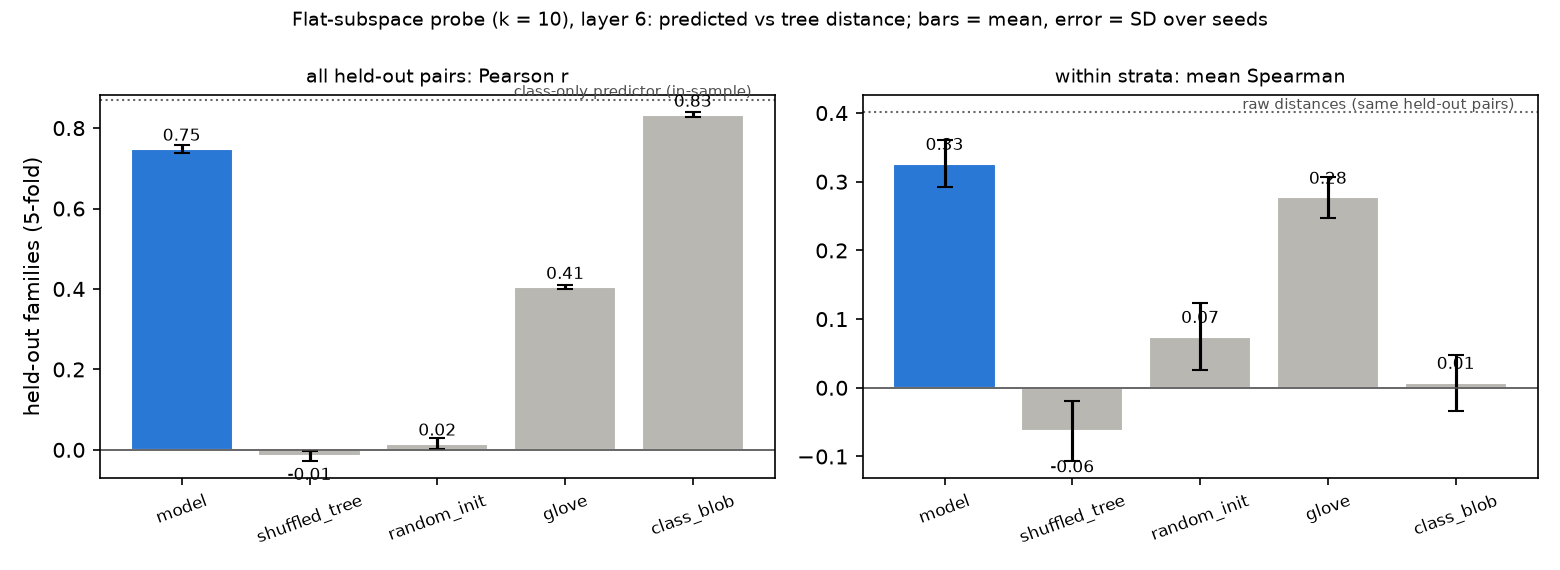 Flat-subspace probe (k = 10), layer 6: predicted vs tree distance; bars = mean, error = SD over seeds
all held-out pairs: Pearson r
class-only predictor (in-sample)
held-out families (5-fold)
0.8
0.6
0.4
0.2
0.0
0.75
-0.01
0.02
0.41
0.83
model
shuffled_tree
random_init
glove
class_blob
within strata: mean Spearman
raw distances (same held-out pairs)
0.4
0.3
0.2
0.1
0.0
−0.1
0.33
-0.06
0.07
0.28
0.01
model
shuffled_tree
random_init
glove
class_blob